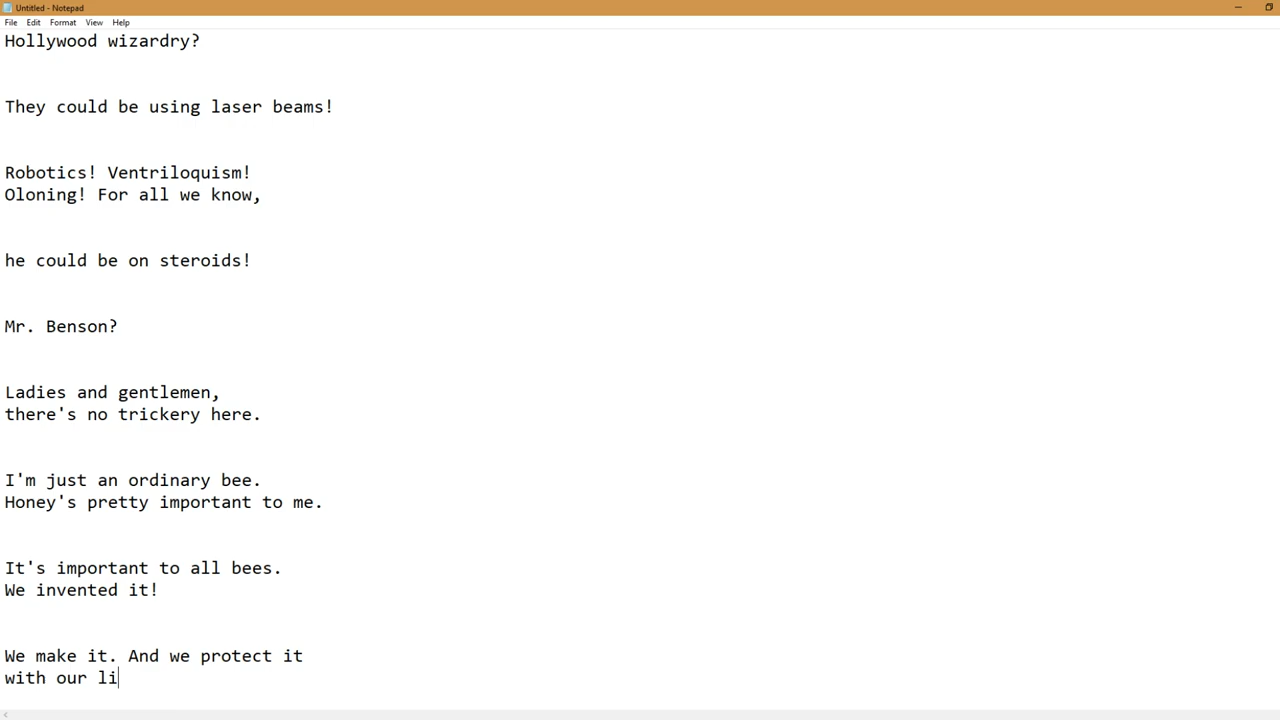 Untitled - Notepad
File Edit Format View Help
Hollywood wizardry?
They could be using laser beams!
Robotics! Ventriloquism!
Oloning! For all we know,
he could be on steroids!
Mr. Benson?
Ladies and gentlemen,
there's no trickery here.
I'm just an ordinary bee.
Honey's pretty important to me.
It's important to all bees.
We invented it!
We make it. And we protect it
with our li